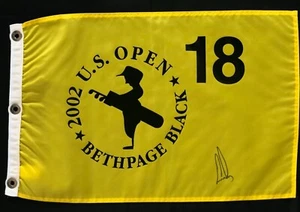 2002 U.S. OPEN
BETHPAGE BLACK
18